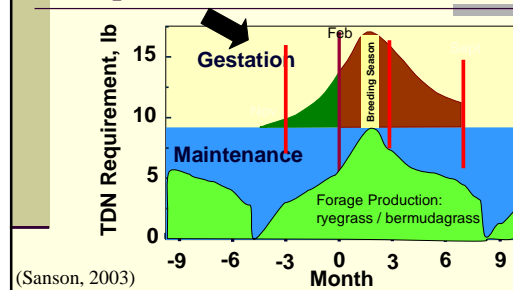 Feb
Gestation
Breeding Season
Maintenance
Forage Production:
ryegrass / bermudagrass
TDN Requirement, lb
15
10
5
0
-9 -6 -3 0 3 6 9
Month
(Sanson, 2003)